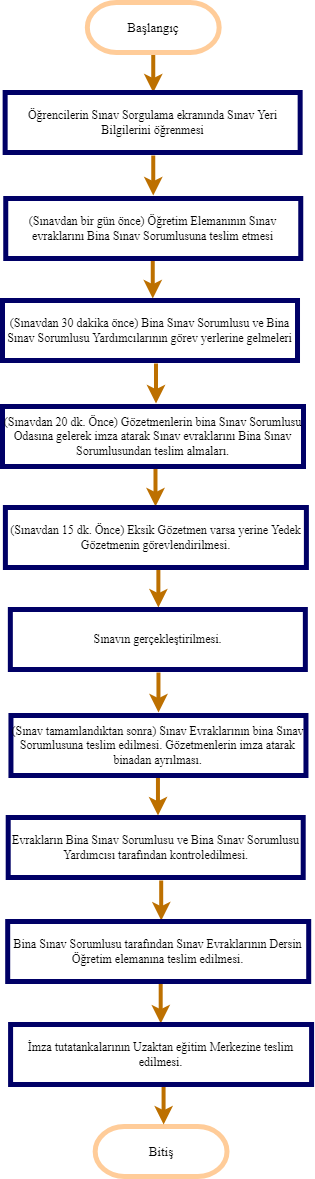 Başlangıç
Öğrencilerin Sınav Sorgulama ekranında Sınav Yeri
Bilgilerini öğrenmesi
(Sınavdan bir gün önce) Öğretim Elemanının Sınav
evraklarını Bina Sınav Sorumlusuna teslim etmesi
(Sınavdan 30 dakika önce) Bina Sınav Sorumlusu ve Bina
Sınav Sorumlusu Yardımcılarının görev yerlerine gelmeleri
(Sınavdan 20 dk. Önce) Gözetmenlerin bina Sınav Sorumlusu
Odasına gelerek imza atarak Sınav evraklarını Bina Sınav
Sorumlusundan teslim almaları.
(Sınavdan 15 dk. Önce) Eksik Gözetmen varsa yerine Yedek
Gözetmenin görevlendirilmesi.
Sınavın gerçekleştirilmesi.
(Sınav tamamlandıktan sonra) Sınav Evraklarının bina Sınav
Sorumlusuna teslim edilmesi. Gözetmenlerin imza atarak
binadan ayrılması.
Evrakların Bina Sınav Sorumlusu ve Bina Sınav Sorumlusu
Yardımcısı tarafından kontroledilmesi.
Bina Sınav Sorumlusu tarafından Sınav Evraklarının Dersin
Öğretim elemanına teslim edilmesi.
İmza tutatankalarının Uzaktan eğitim Merkezine teslim
edilmesi.
Bitiş